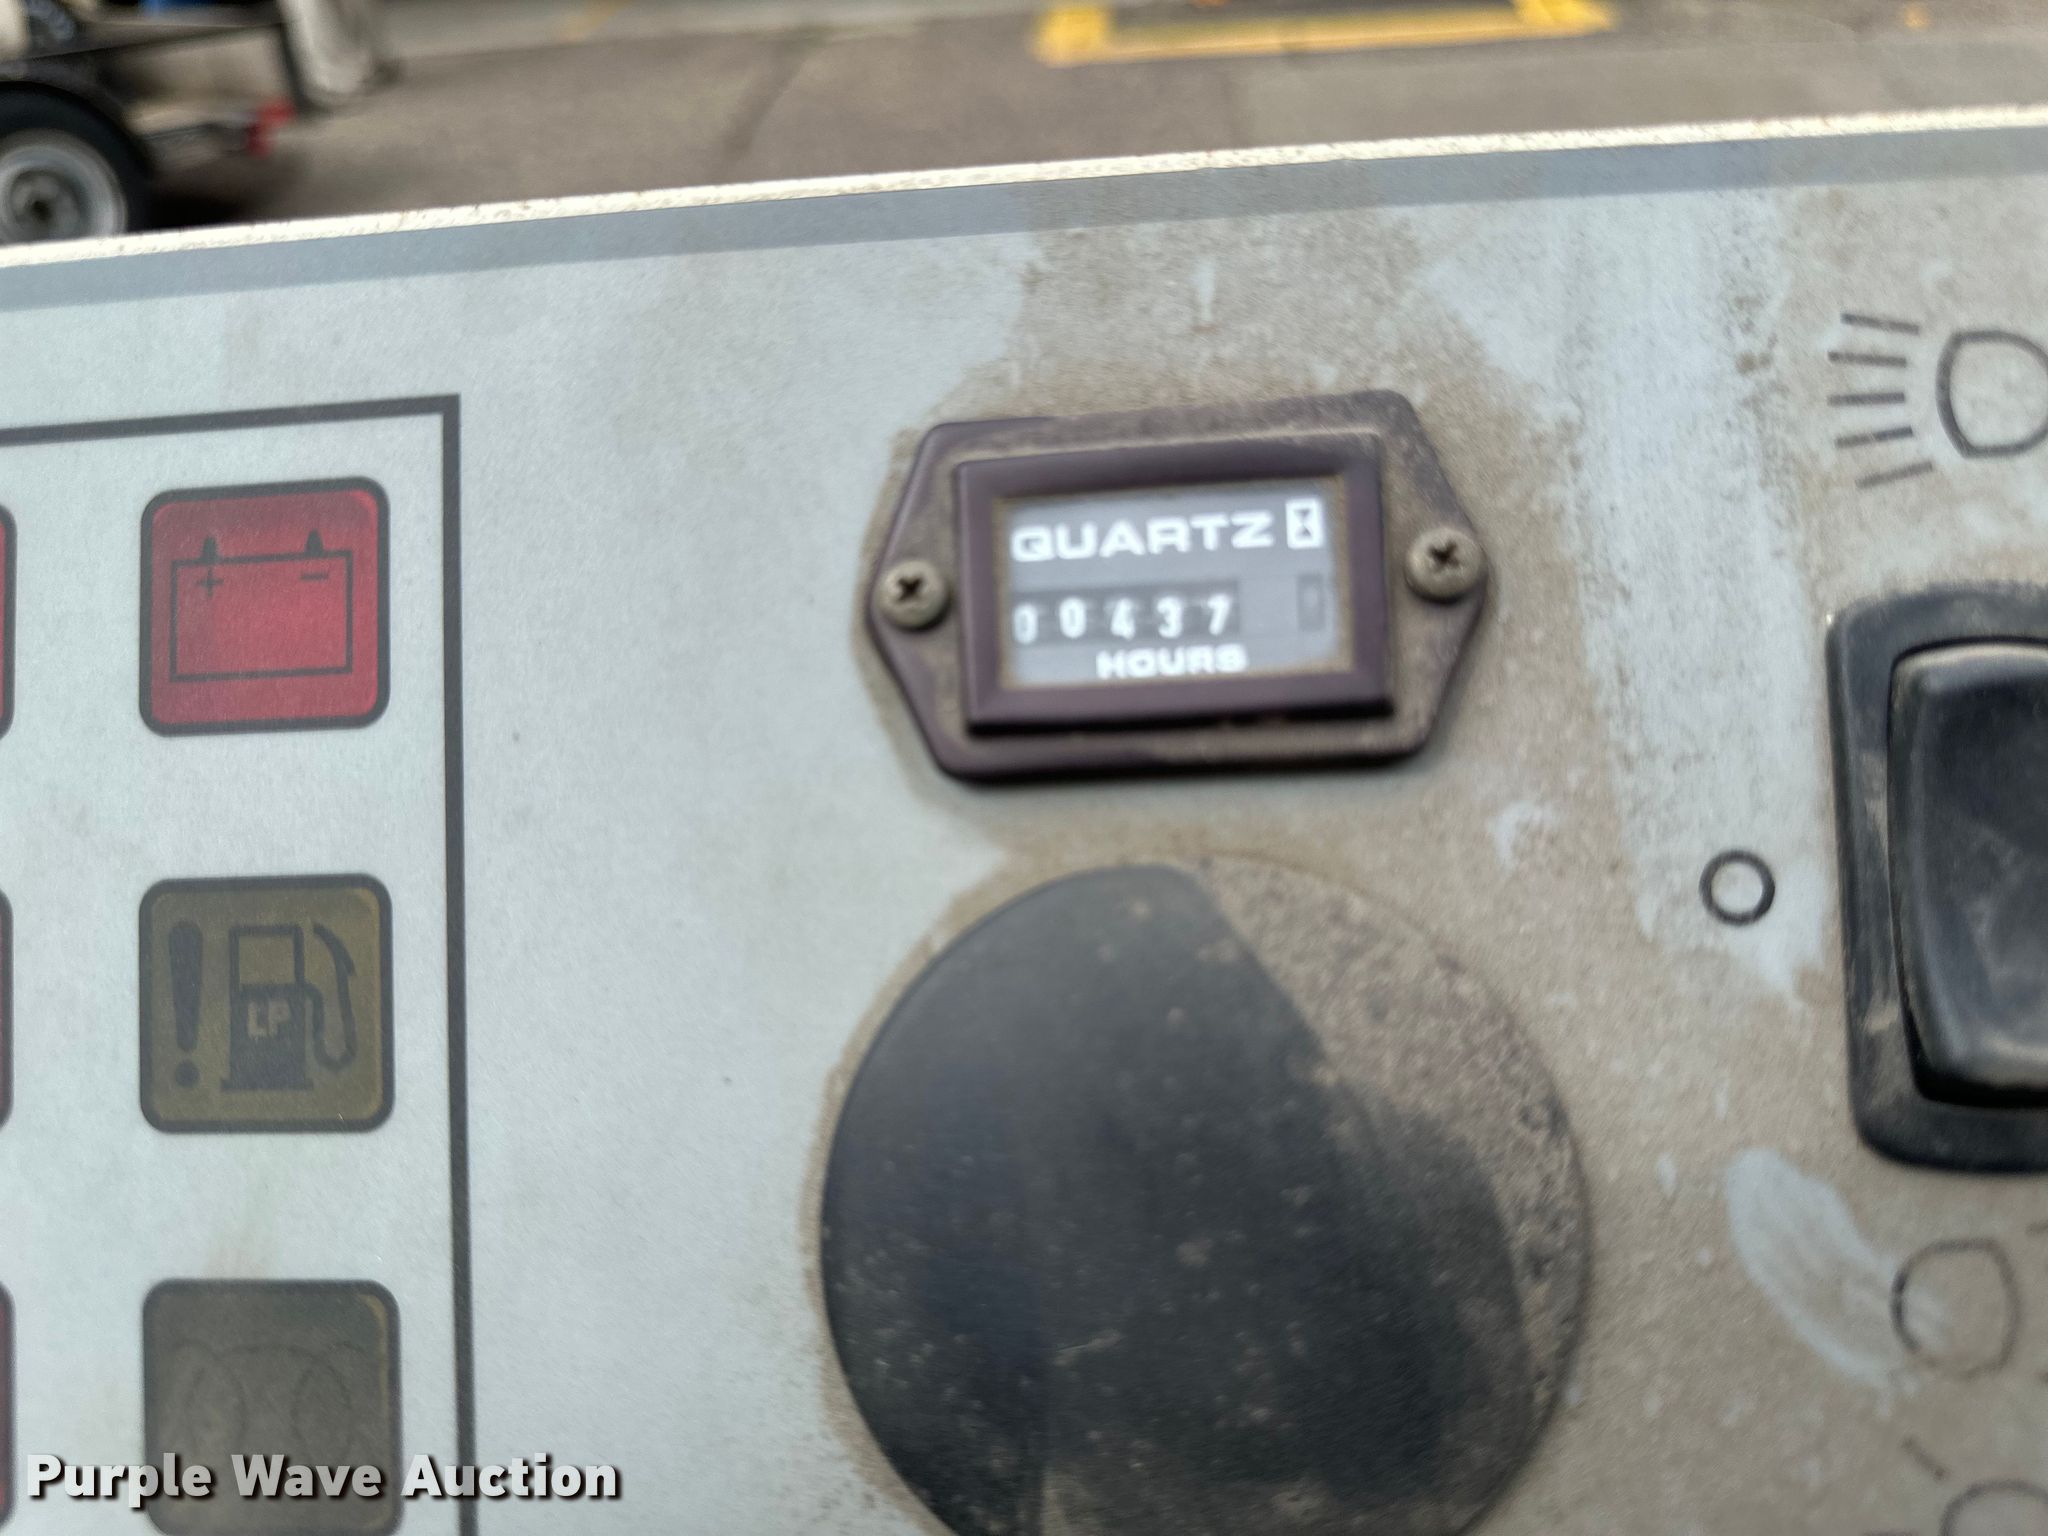 QUARTZ
00437
HOURS
+ -
! LP
Purple Wave Auction